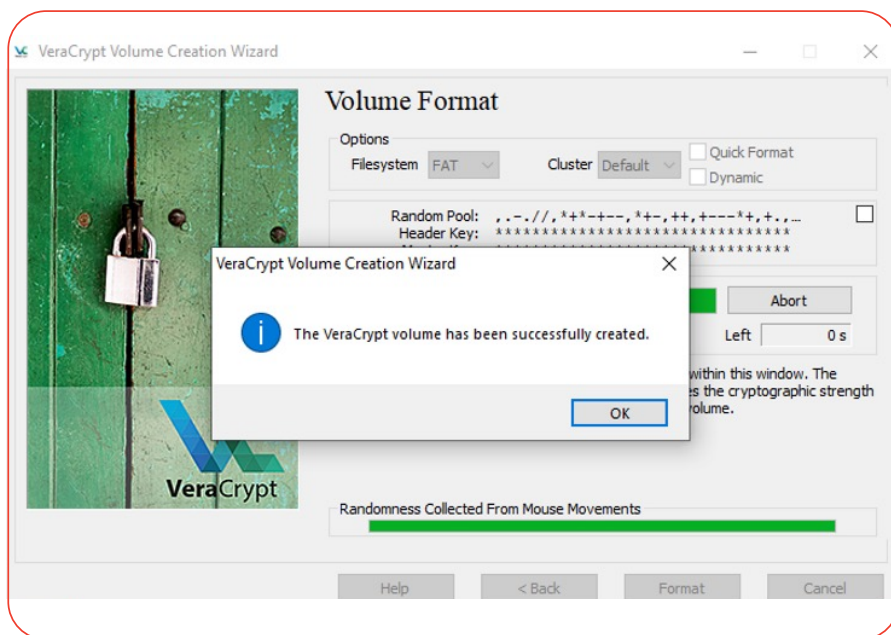 VeraCrypt Volume Creation Wizard
Volume Format
Options
Filesystem FAT Cluster Default Quick Format
Dynamic
Random Pool: ,.-.//,*+*-+--,*+-,++,+---*+,+.,...
Header Key: ******************************
******************************
VeraCrypt Volume Creation Wizard
The VeraCrypt volume has been successfully created.
OK
Abort
Left 0 s
within this window. The
the cryptographic strength
volume.
VeraCrypt
Randomness Collected From Mouse Movements
Help < Back Format Cancel